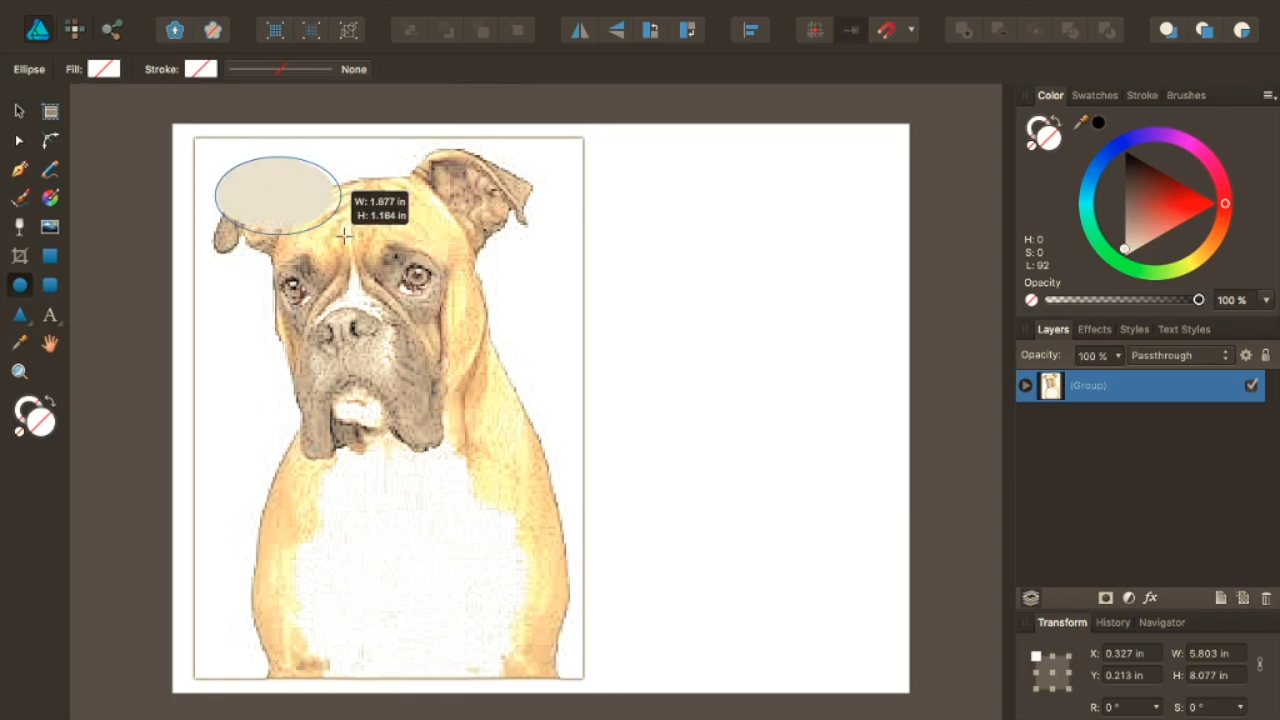 Ellipse Fill: Stroke: None
Color Swatches Stroke Brushes
W: 1.877 in
H: 1.164 in
H: 0
S: 0
L: 92
Opacity
100 %
Layers Effects Styles Text Styles
Opacity: 100 % Passthrough
(Group)
fx
Transform History Navigator
X: 0.327 in W: 5.803 in
Y: 0.213 in H: 8.077 in
R: 0 ° S: 0 °
A